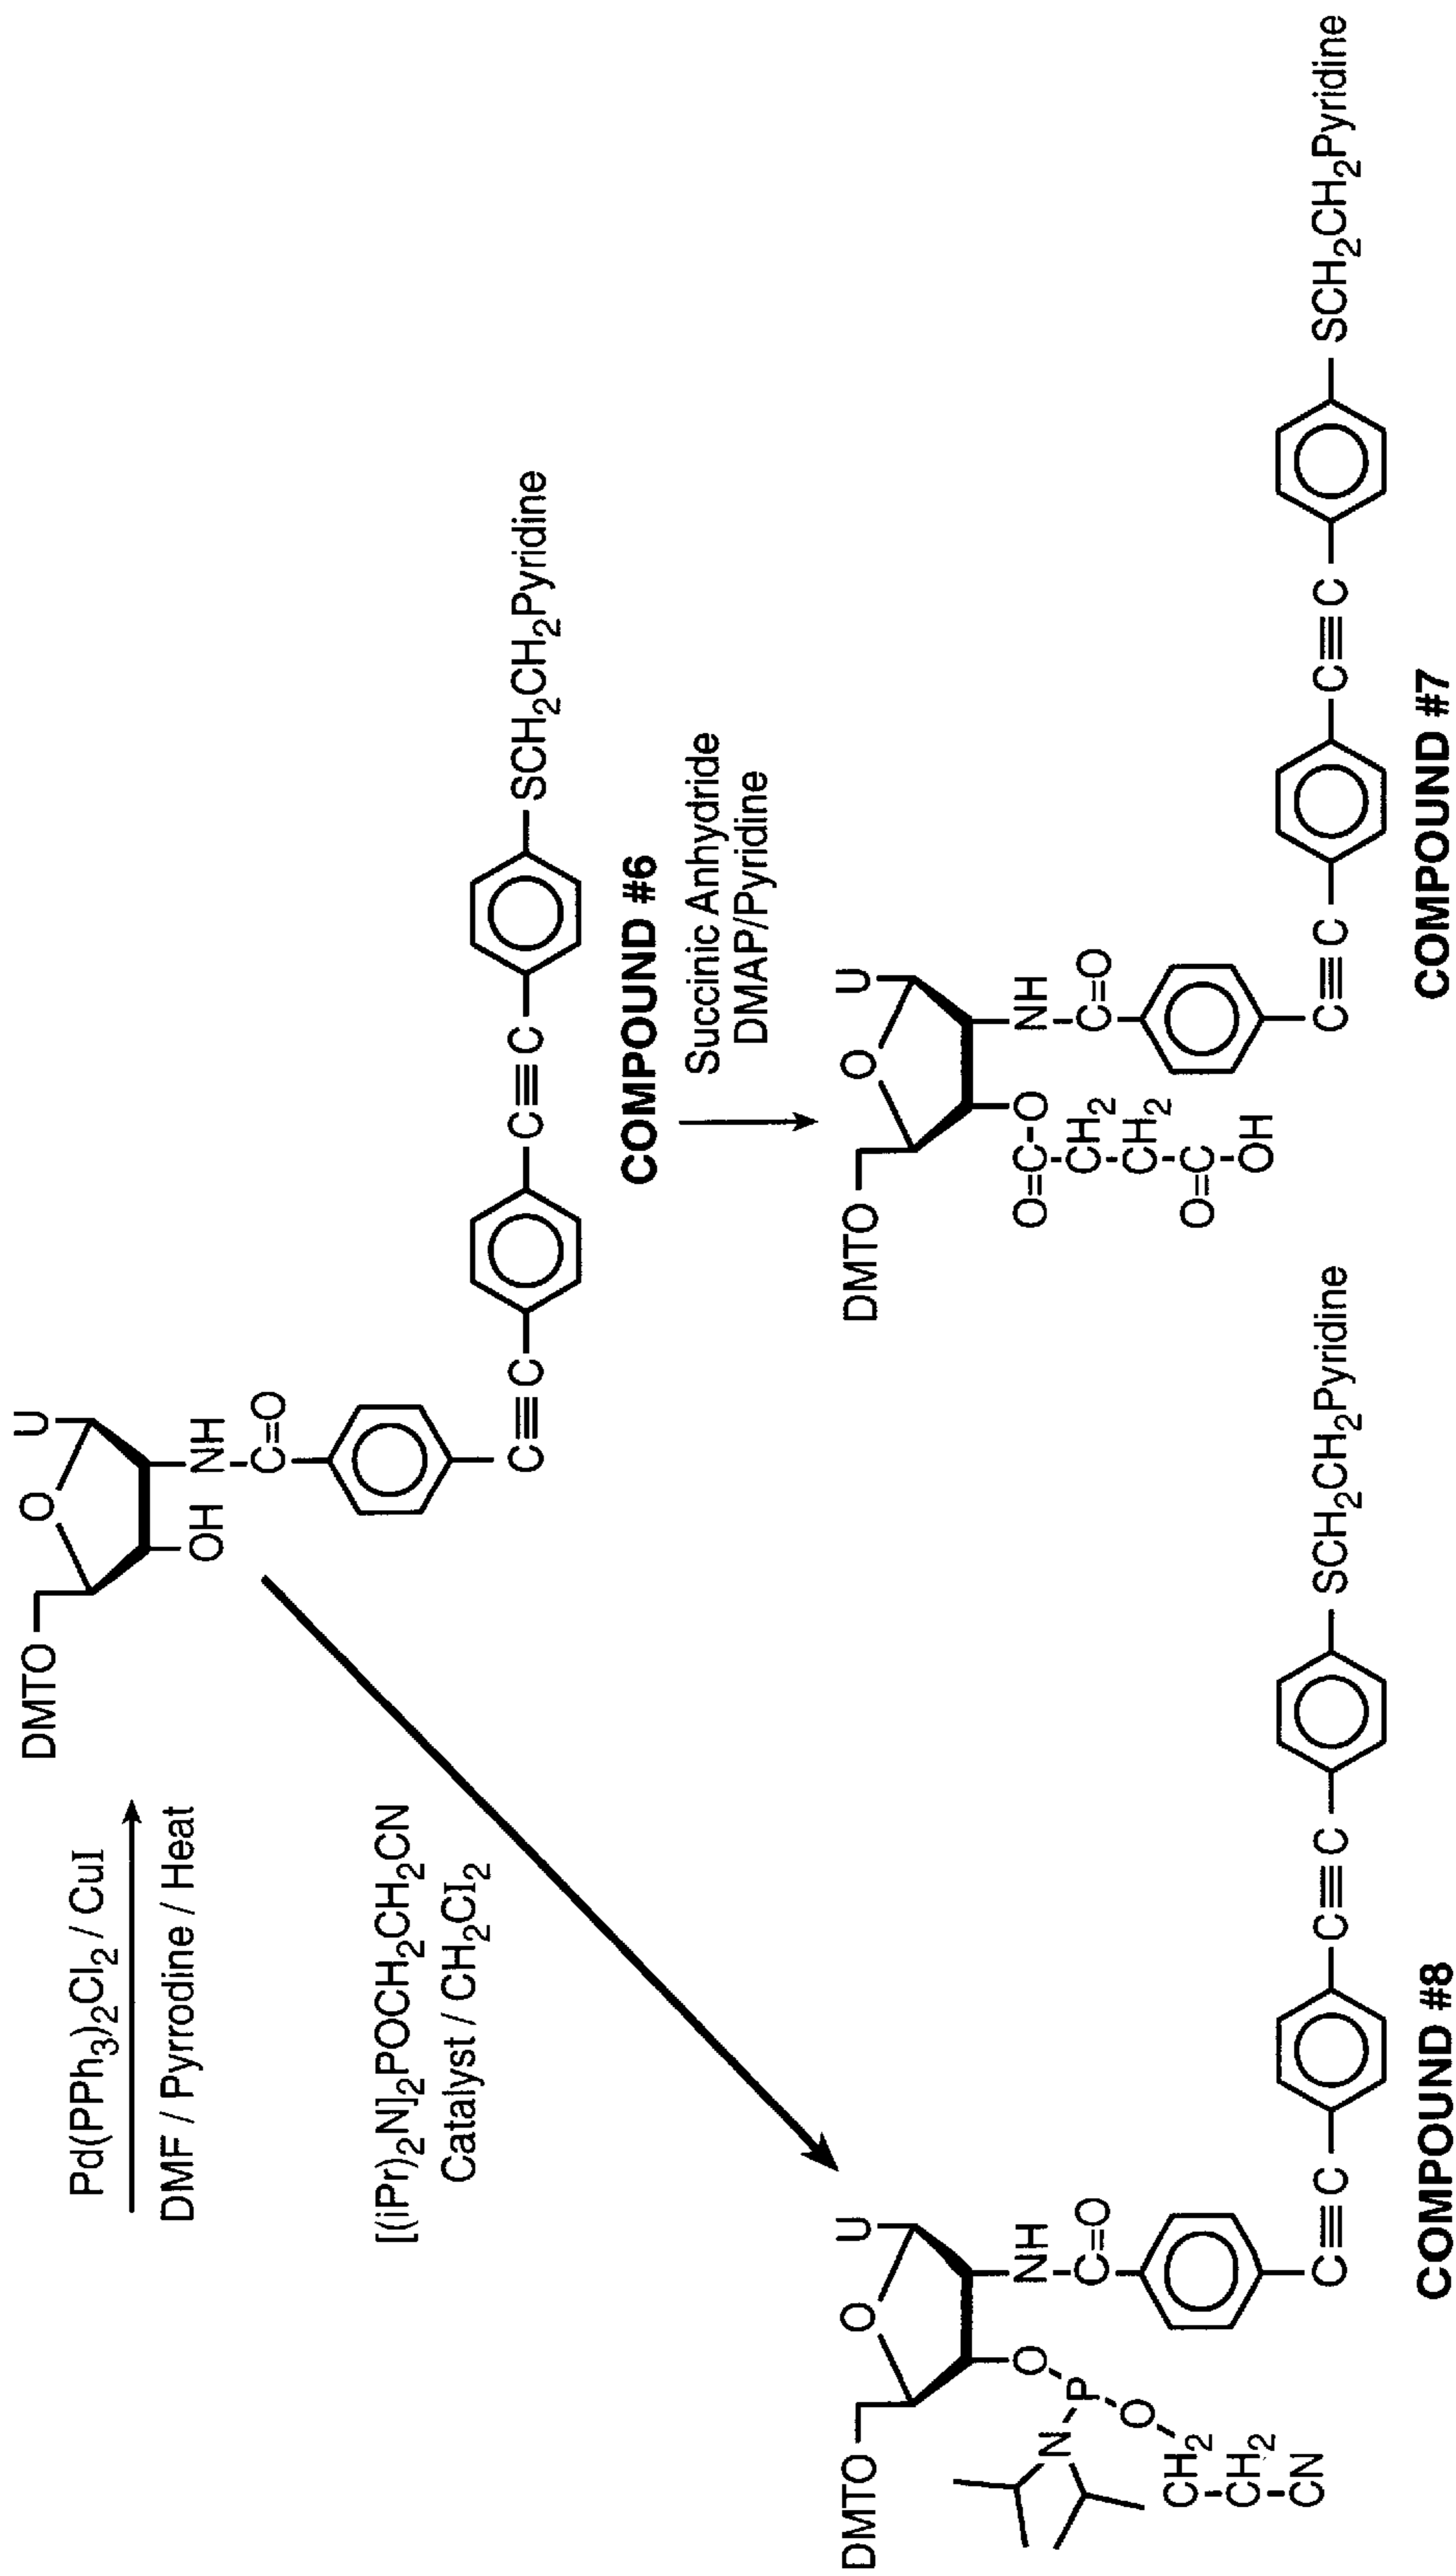 Pd(PPh3)2Cl2 / CuI
DMF / Pyrrodine / Heat
DMTO
O
U
OH
NH
C=O
C≡C
C≡C
SCH2CH2Pyridine
COMPOUND #6
[(iPr)2N]2POCH2CH2CN
Catalyst / CH2Cl2
Succinic Anhydride
DMAP/Pyridine
DMTO
O
U
O
NH
P
N
O
C=O
CH2
CH2
CN
C≡C
C≡C
SCH2CH2Pyridine
COMPOUND #8
DMTO
O
U
O
NH
O=C
C=O
CH2
CH2
O=C
OH
C≡C
C≡C
SCH2CH2Pyridine
COMPOUND #7